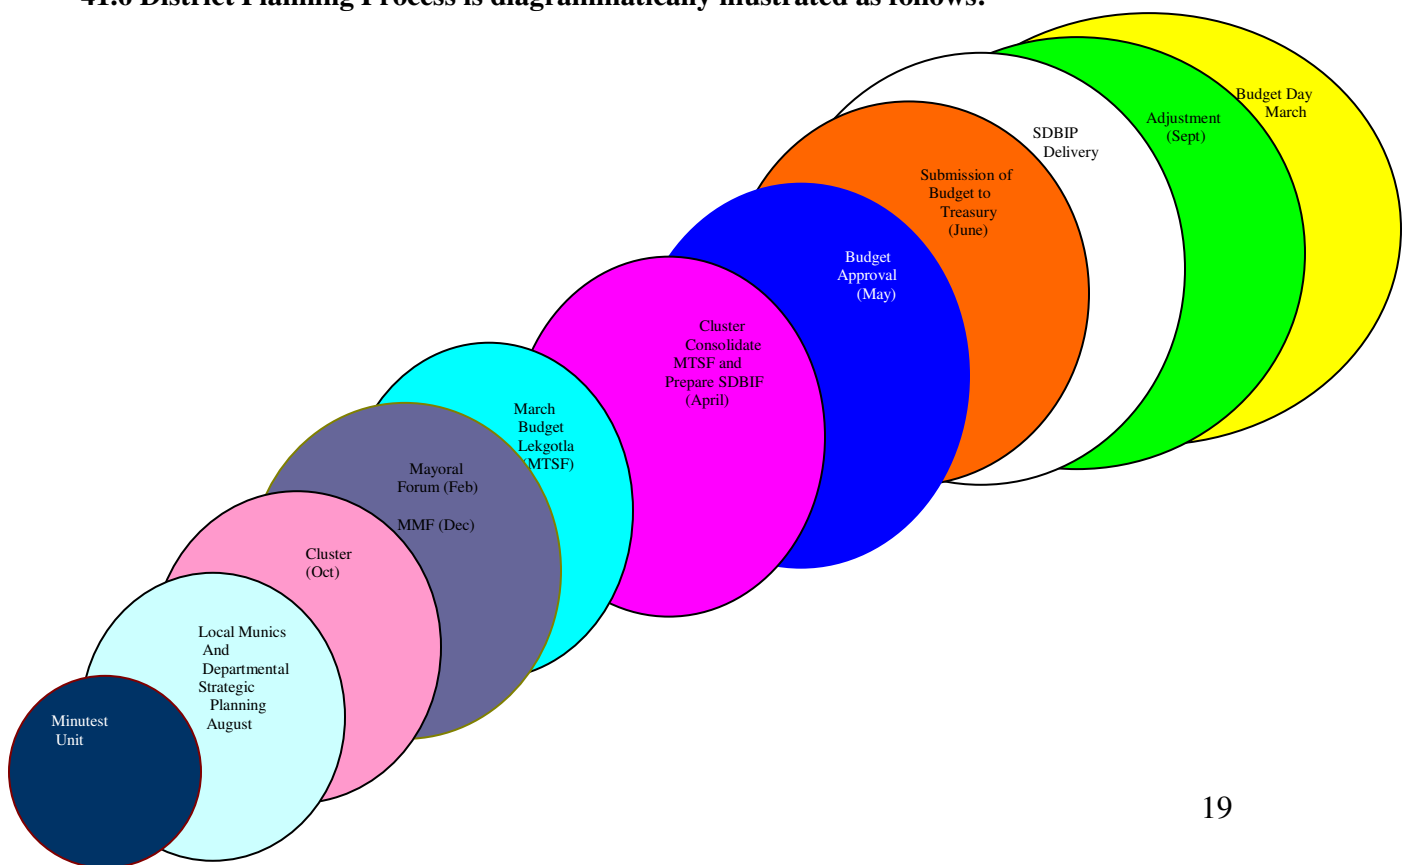 41.6 District Planning Process is diagrammatically illustrated as follows:
Budget Day
March
Adjustment
(Sept)
SDBIP
Delivery
Submission of
Budget to
Treasury
(June)
Budget
Approval
(May)
Cluster
Consolidate
MTSF and
Prepare SDBIF
(April)
March
Budget
Lekgotla
(MTSF)
Mayoral
Forum (Feb)
MMF (Dec)
Cluster
(Oct)
Local Munics
And
Departmental
Strategic
Planning
August
Minutest
Unit
19